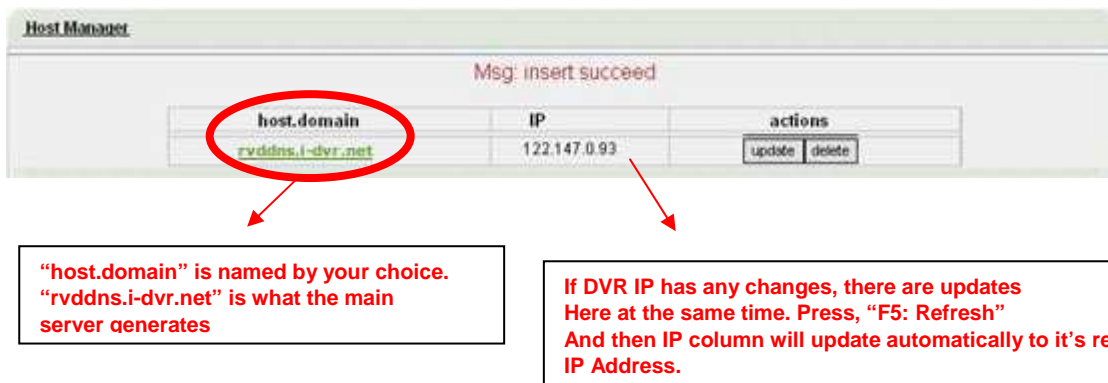 Host Manager
Msg: insert succeed
host.domain IP actions
rvddns.i-dvr.net 122.147.0.93 update delete
“host.domain” is named by your choice.
“rvddns.i-dvr.net” is what the main
server generates
If DVR IP has any changes, there are updates
Here at the same time. Press, “F5: Refresh”
And then IP column will update automatically to it’s
IP Address.